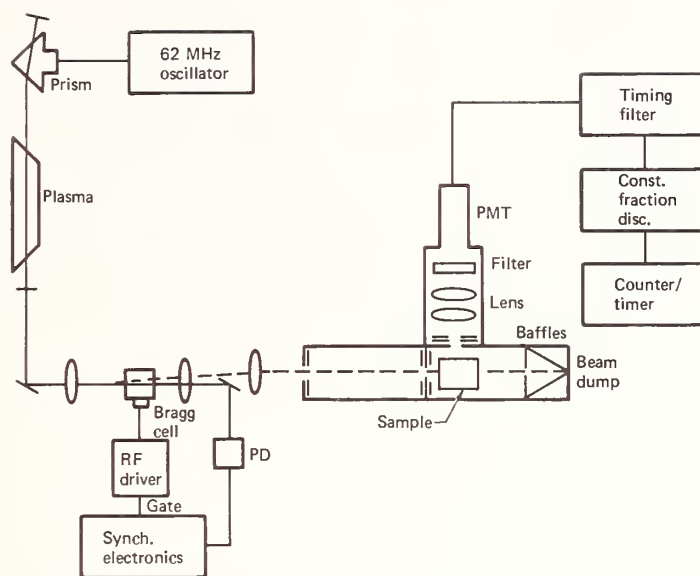 62 MHz
oscillator
Prism
Plasma
Timing
filter
Const.
fraction
disc.
Counter/
timer
PMT
Filter
Lens
Baffles
Beam
dump
Sample
Bragg
cell
RF
driver
PD
Gate
Synch.
electronics